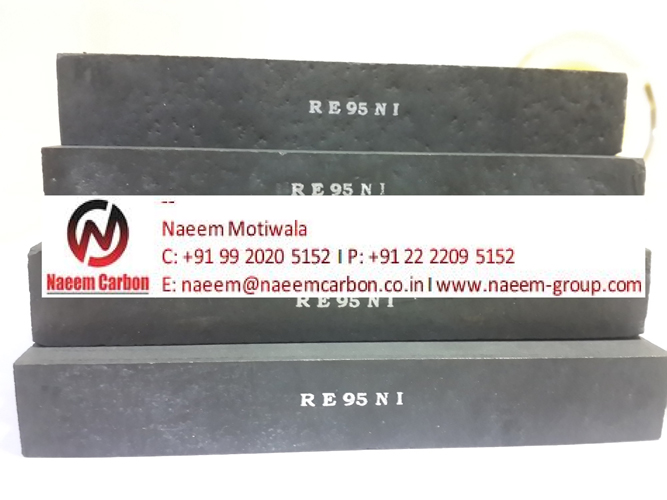 RE95NI
RE95NI
--
Naeem Motiwala
C: +91 99 2020 5152 I P: +91 22 2209 5152
Naeem Carbon
E: naeem@naeemcarbon.co.in I www.naeem-group.com
RE95NI
RE95NI